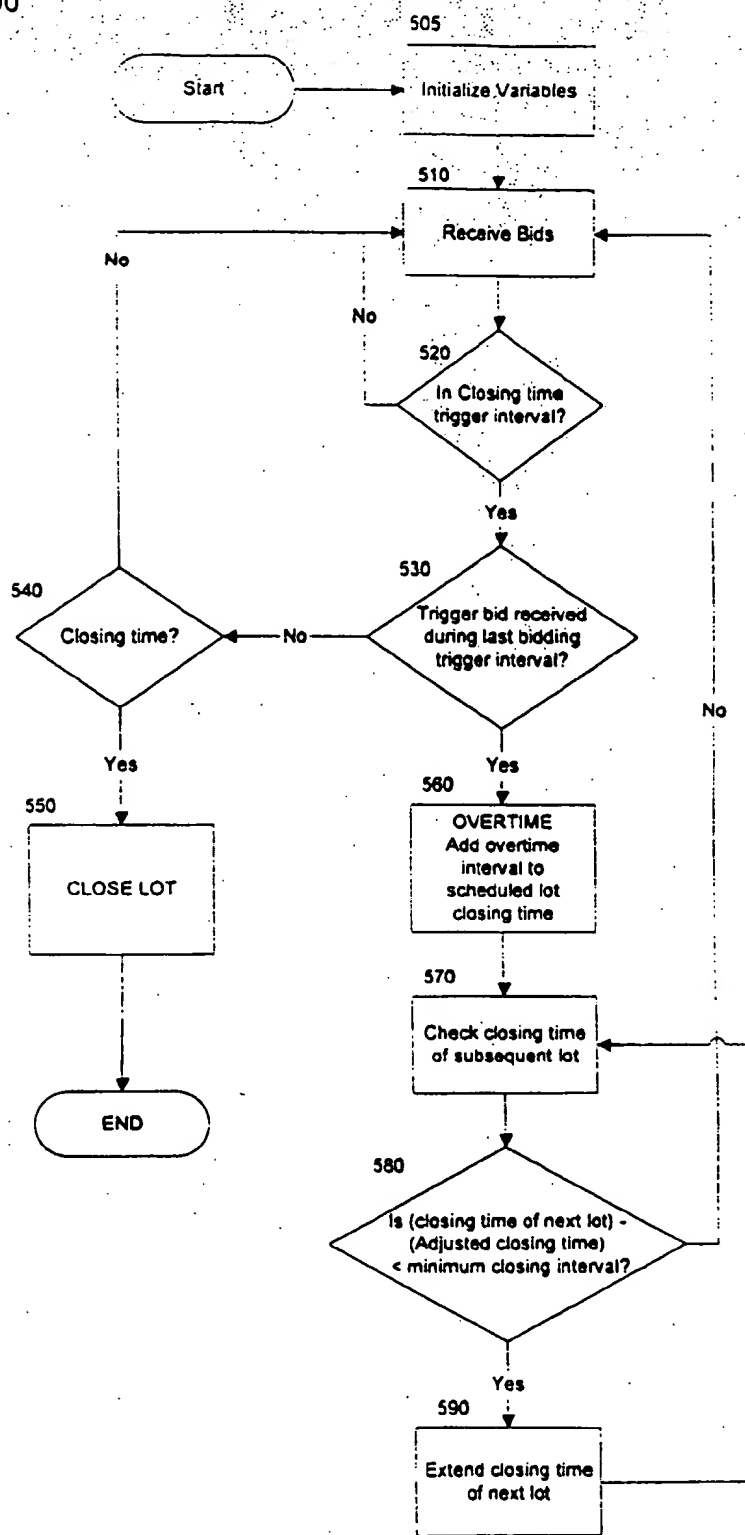 505
Start
Initialize Variables
510
Receive Bids
No
No
520
In Closing time
trigger interval?
Yes
530
540
Trigger bid received
during last bidding
trigger interval?
Closing time?
No
No
Yes
Yes
560
550
OVERTIME
Add overtime
interval to
scheduled lot
closing time
CLOSE LOT
570
Check closing time
of subsequent lot
END
580
Is (closing time of next lot) -
(Adjusted closing time)
< minimum closing interval?
Yes
590
Extend closing time
of next lot